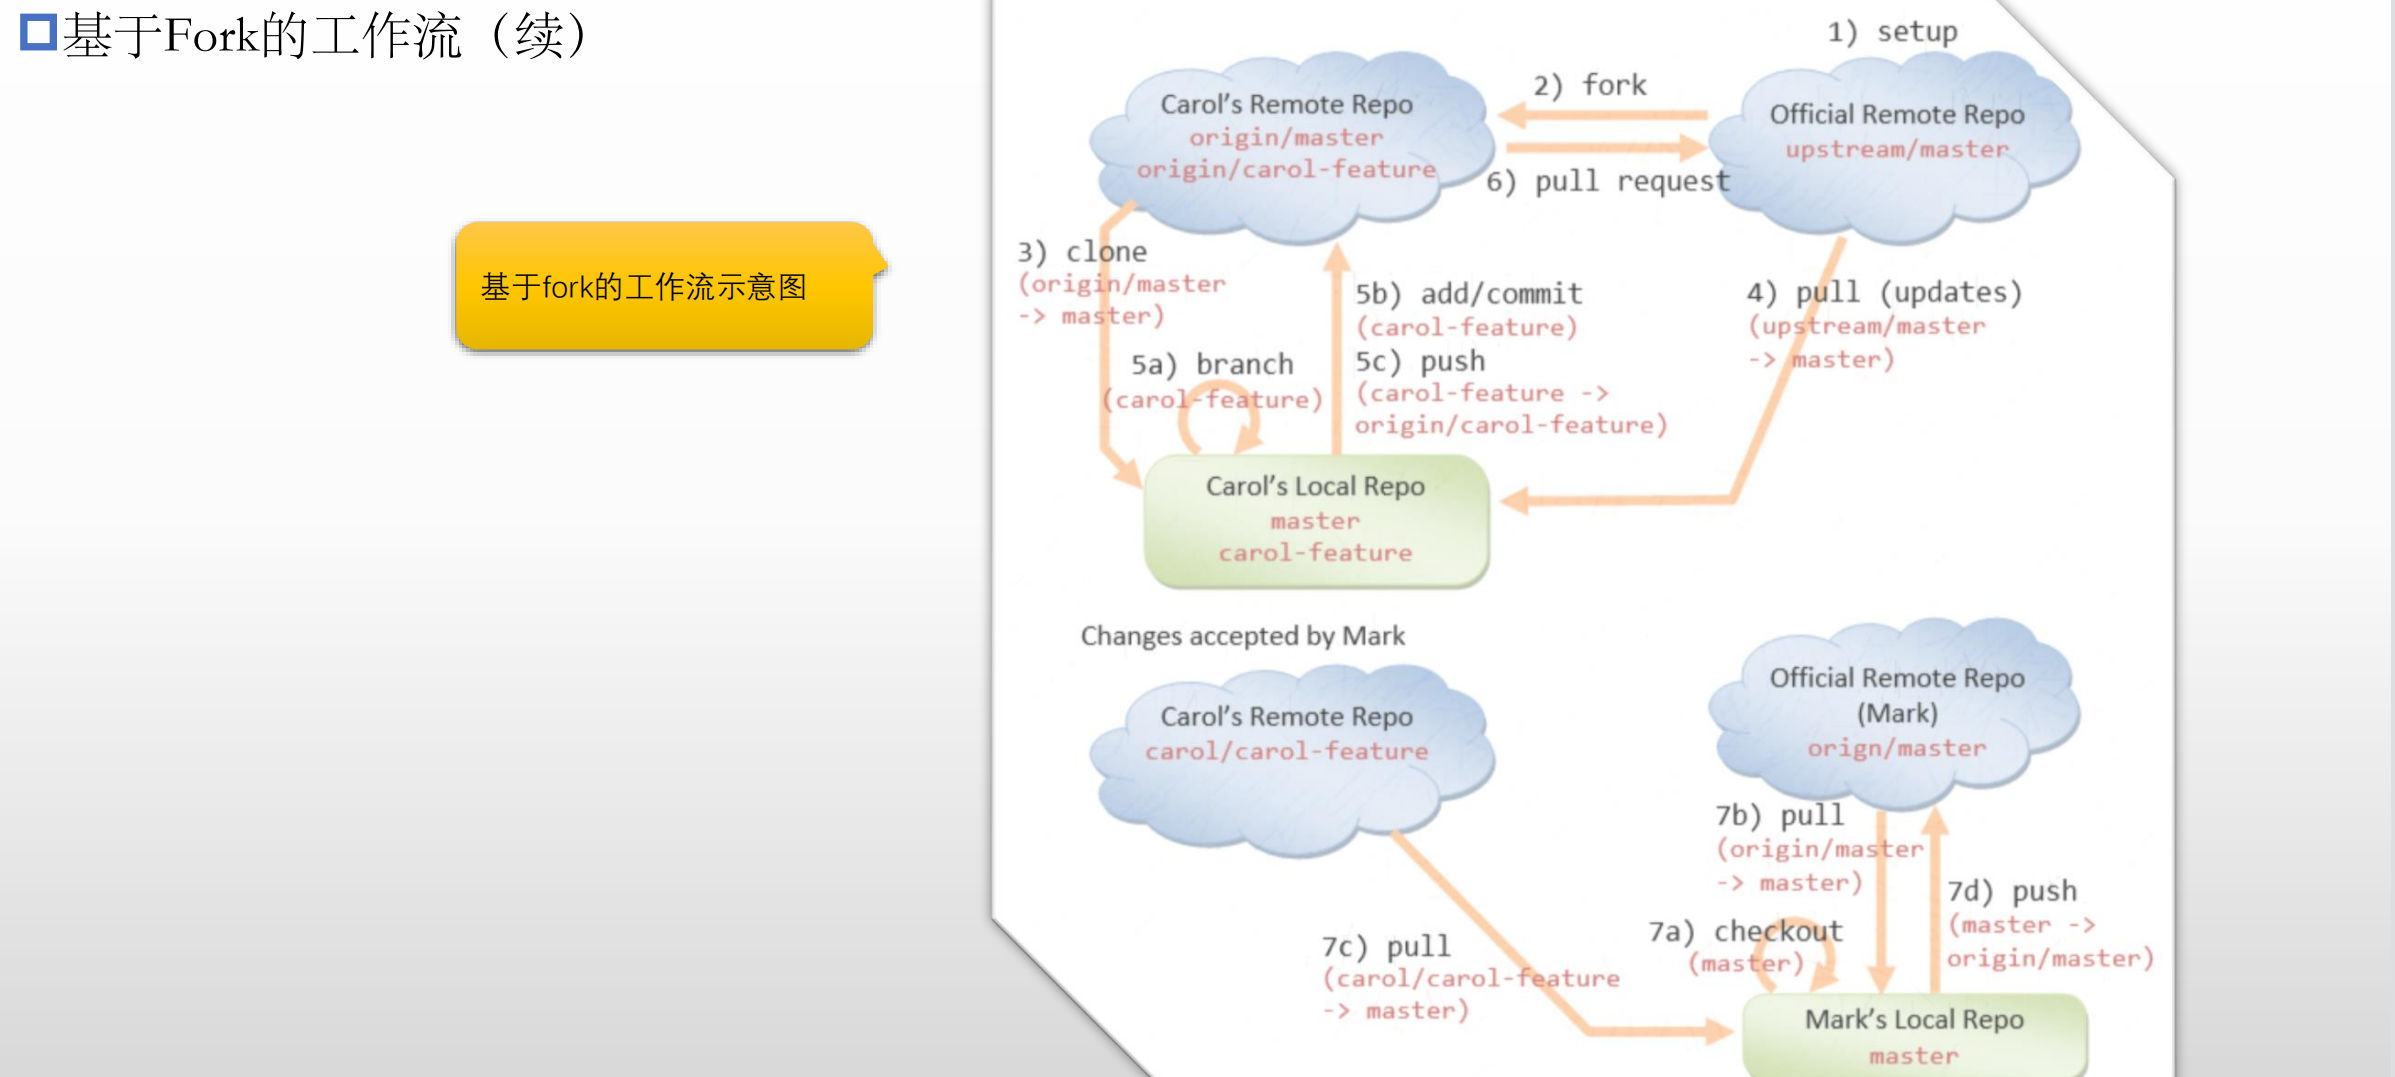 基于Fork的工作流（续）
基于fork的工作流示意图
1) setup
Carol's Remote Repo
origin/master
origin/carol-feature
2) fork
6) pull request
Official Remote Repo
upstream/master
3) clone
(origin/master
-> master)
5a) branch
(carol-feature)
5b) add/commit
(carol-feature)
5c) push
(carol-feature ->
origin/carol-feature)
4) pull (updates)
(upstream/master
-> master)
Carol's Local Repo
master
carol-feature
Changes accepted by Mark
Carol's Remote Repo
carol/carol-feature
Official Remote Repo
(Mark)
orign/master
7b) pull
(origin/master
-> master)
7d) push
(master ->
origin/master)
7a) checkout
(master)
7c) pull
(carol/carol-feature
-> master)
Mark's Local Repo
master